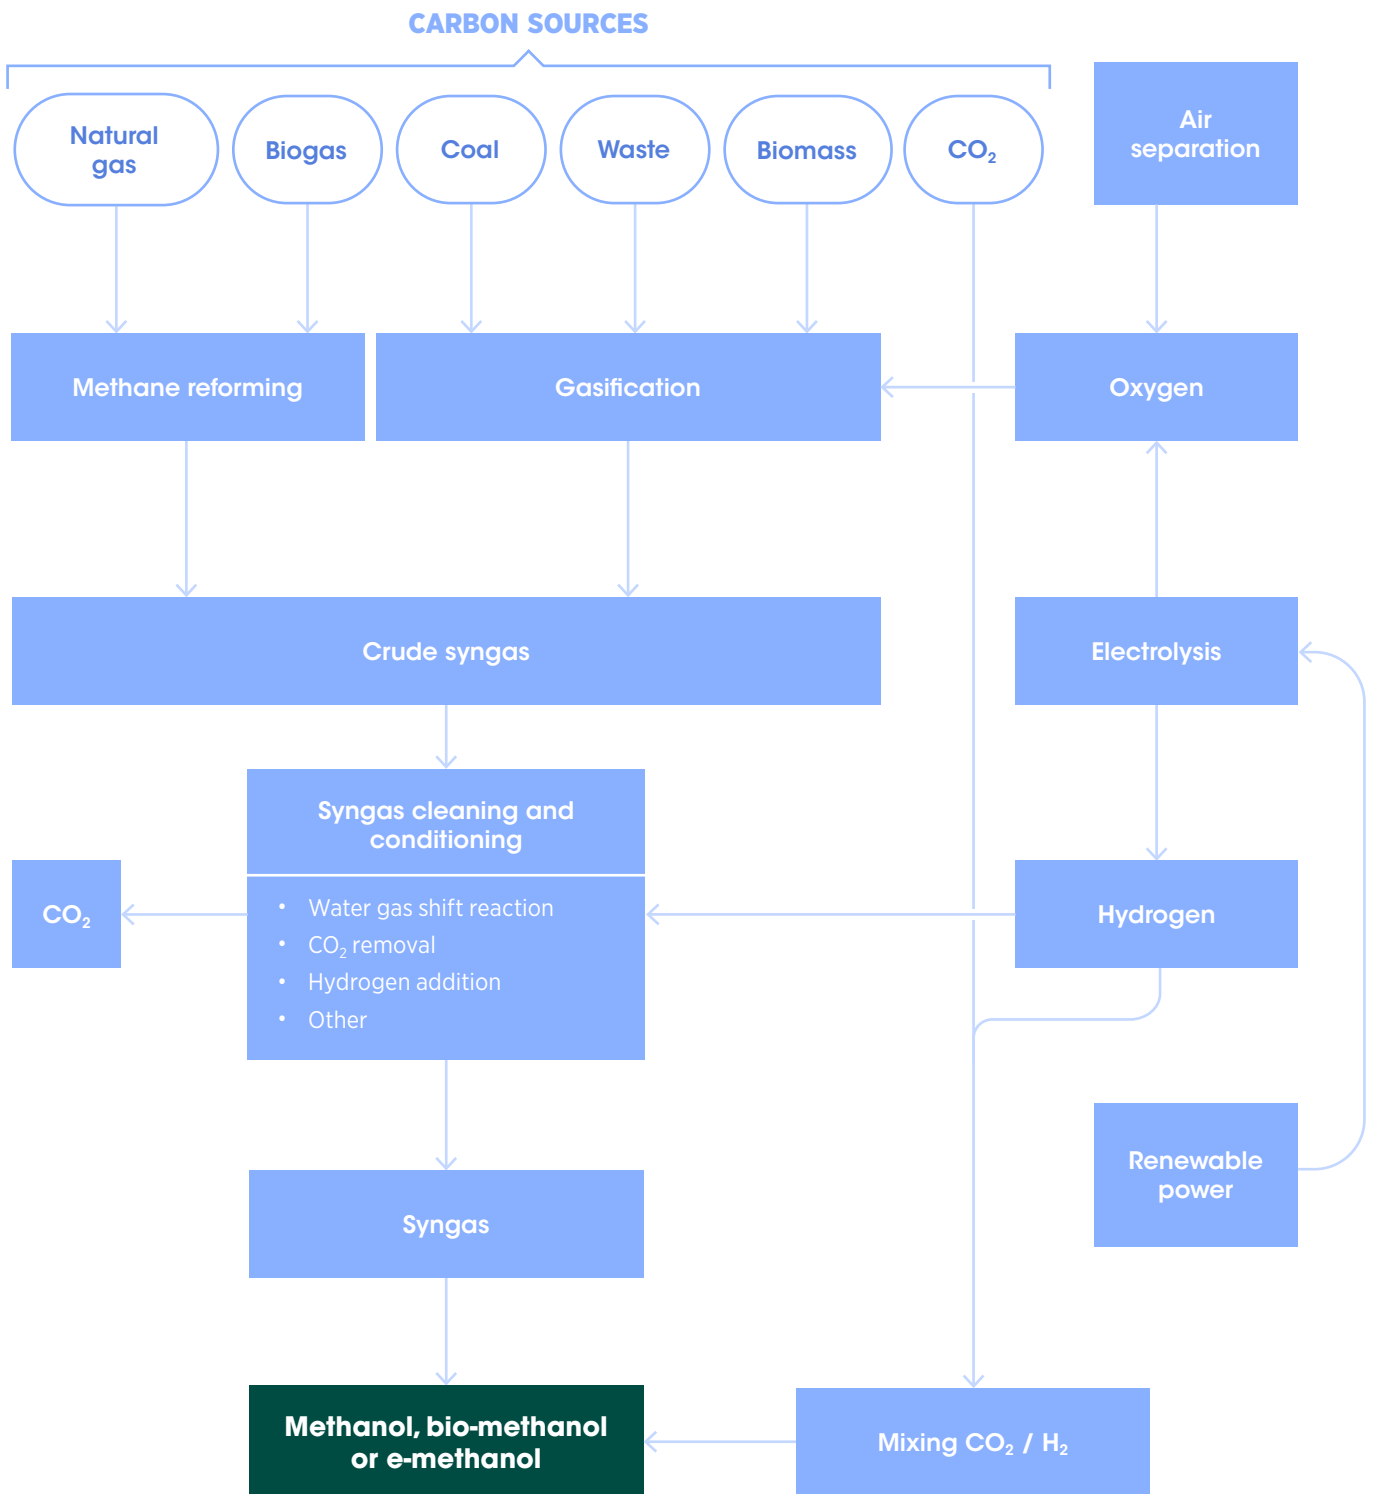 CARBON SOURCES
Natural
gas
Biogas
Coal
Waste
Biomass
CO₂
Air
separation
Methane reforming
Gasification
Oxygen
Crude syngas
Electrolysis
Syngas cleaning and
conditioning
CO₂
• Water gas shift reaction
• CO₂ removal
• Hydrogen addition
• Other
Hydrogen
Renewable
power
Syngas
Methanol, bio-methanol
or e-methanol
Mixing CO₂ / H₂